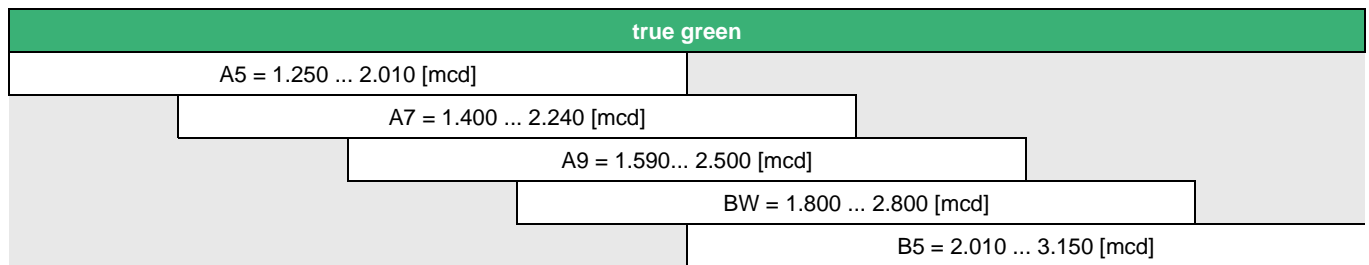 true green
A5 = 1.250 ... 2.010 [mcd]
A7 = 1.400 ... 2.240 [mcd]
A9 = 1.590... 2.500 [mcd]
BW = 1.800 ... 2.800 [mcd]
B5 = 2.010 ... 3.150 [mcd]